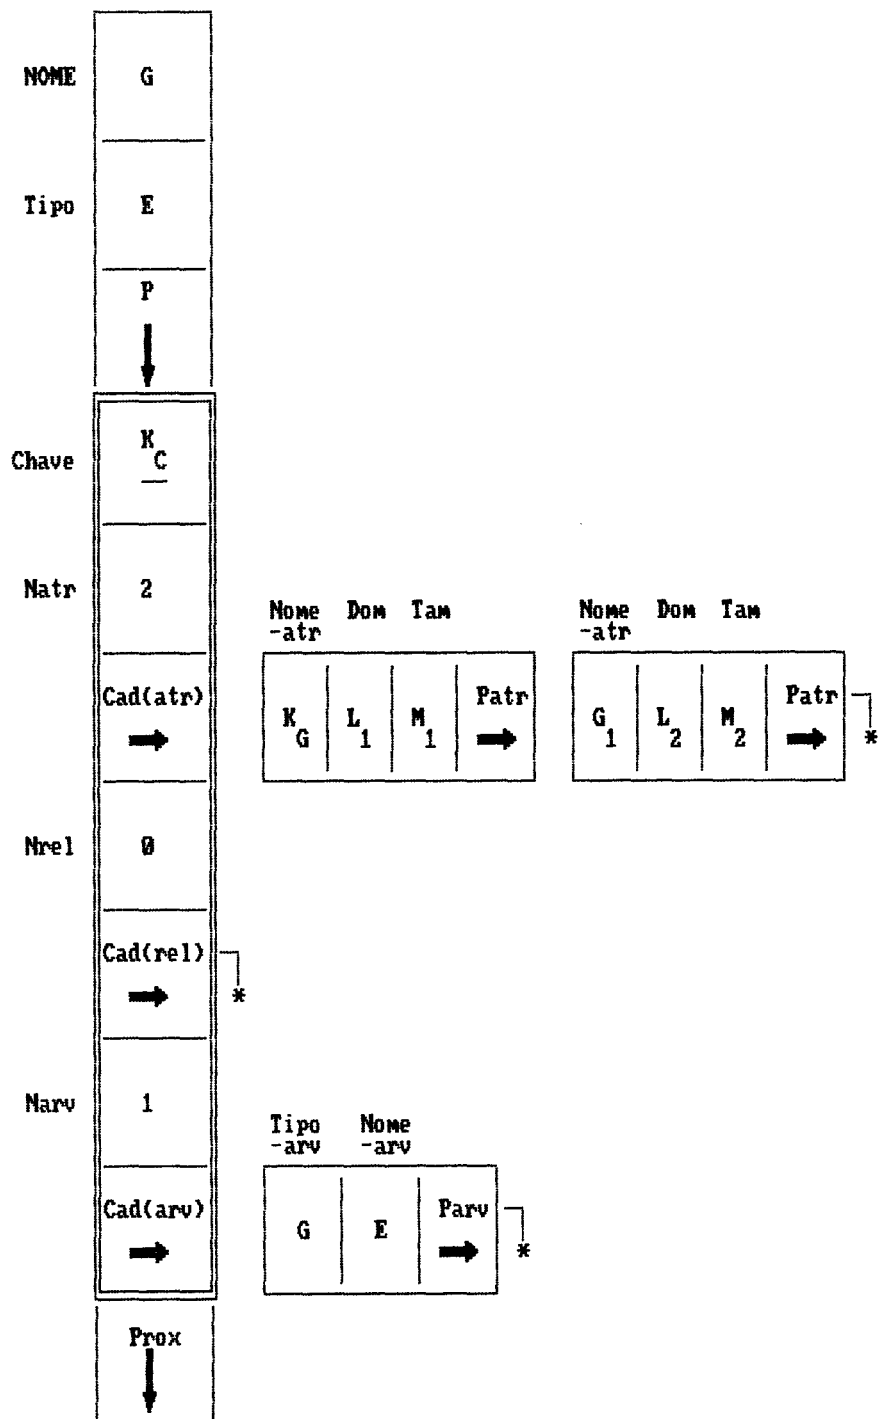 NOME G
Tipo E
P
Chave K
C
Natr 2
Nome Dom Tam Nome Dom Tam
-atr -atr
Cad(atr) K G L 1 M 1 Patr G 1 L 2 M 2 Patr
*
Nrel 0
Cad(rel)
*
Narv 1
Tipo Nome
-arv -arv
Cad(arv) G E Parv
*
Prox